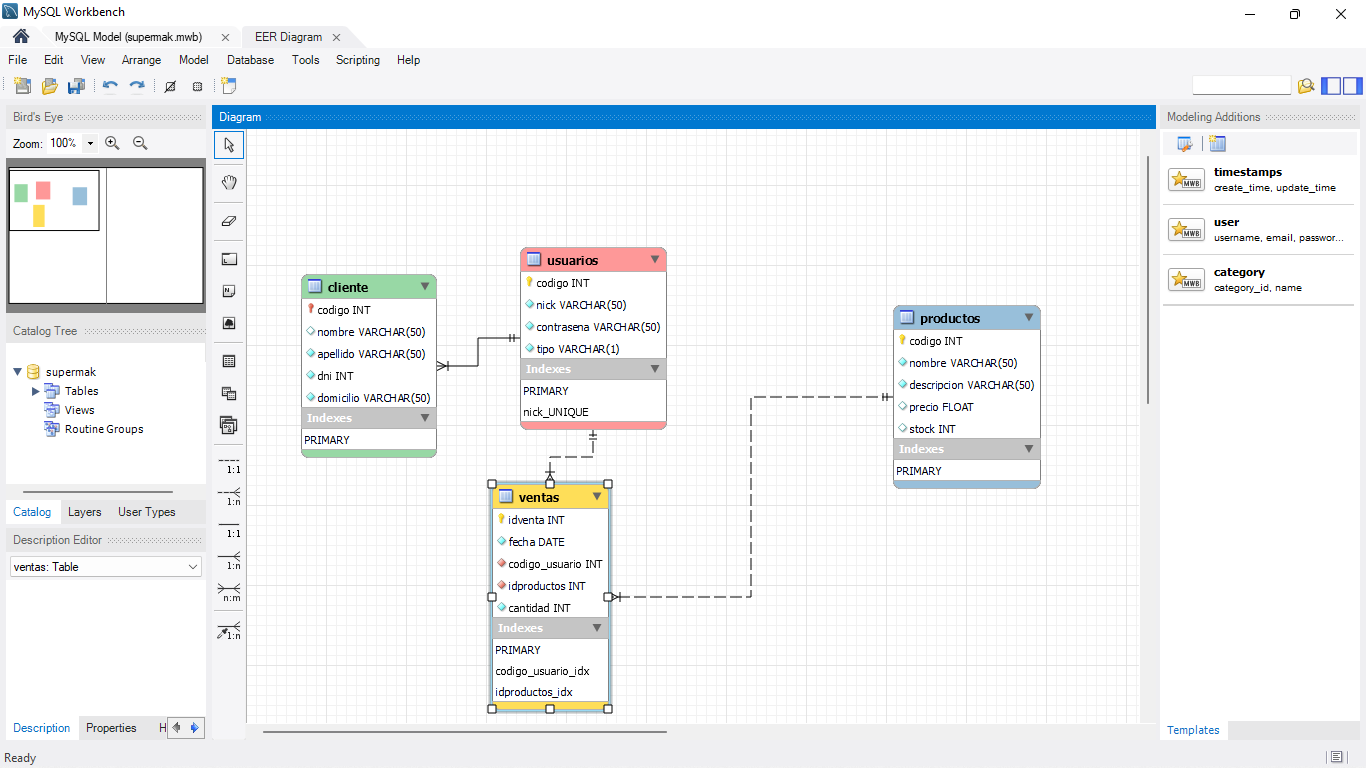 MySQL Workbench
MySQL Model (supermak.mwb)
EER Diagram
File Edit View Arrange Model Database Tools Scripting Help
Bird's Eye
Zoom: 100%
Catalog Tree
supermak
Tables
Views
Routine Groups
Catalog Layers User Types
Description Editor
ventas: Table
Description Properties H
Diagram
1:1
1:n
1:1
1:n
n:m
1:n
cliente
codigo INT
nombre VARCHAR(50)
apellido VARCHAR(50)
dni INT
domicilio VARCHAR(50)
Indexes
PRIMARY
usuarios
codigo INT
nick VARCHAR(50)
contrasena VARCHAR(50)
tipo VARCHAR(1)
Indexes
PRIMARY
nick_UNIQUE
ventas
idventa INT
fecha DATE
codigo_usuario INT
idproductos INT
cantidad INT
Indexes
PRIMARY
codigo_usuario_idx
idproductos_idx
productos
codigo INT
nombre VARCHAR(50)
descripcion VARCHAR(50)
precio FLOAT
stock INT
Indexes
PRIMARY
Modeling Additions
MWB
timestamps
create_time, update_time
MWB
user
username, email, passwor...
MWB
category
category_id, name
Templates
Ready